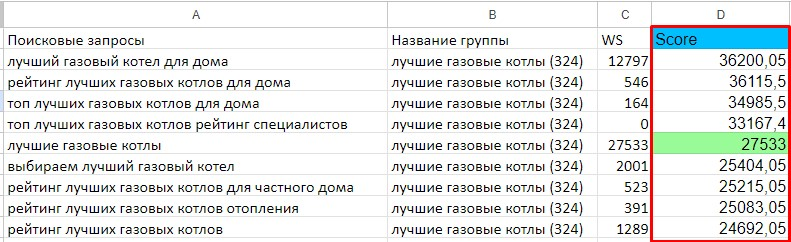 A B C D
Поисковые запросы Название группы WS Score
лучший газовый котел для дома лучшие газовые котлы (324) 12797 36200,05
рейтинг лучших газовых котлов для дома лучшие газовые котлы (324) 546 36115,5
топ лучших газовых котлов для дома лучшие газовые котлы (324) 164 34985,5
топ лучших газовых котлов рейтинг специалистов лучшие газовые котлы (324) 0 33167,4
лучшие газовые котлы лучшие газовые котлы (324) 27533 27533
выбираем лучший газовый котел лучшие газовые котлы (324) 2001 25404,05
рейтинг лучших газовых котлов для частного дома лучшие газовые котлы (324) 523 25215,05
рейтинг лучших газовых котлов отопления лучшие газовые котлы (324) 391 25083,05
рейтинг лучших газовых котлов лучшие газовые котлы (324) 1289 24692,05